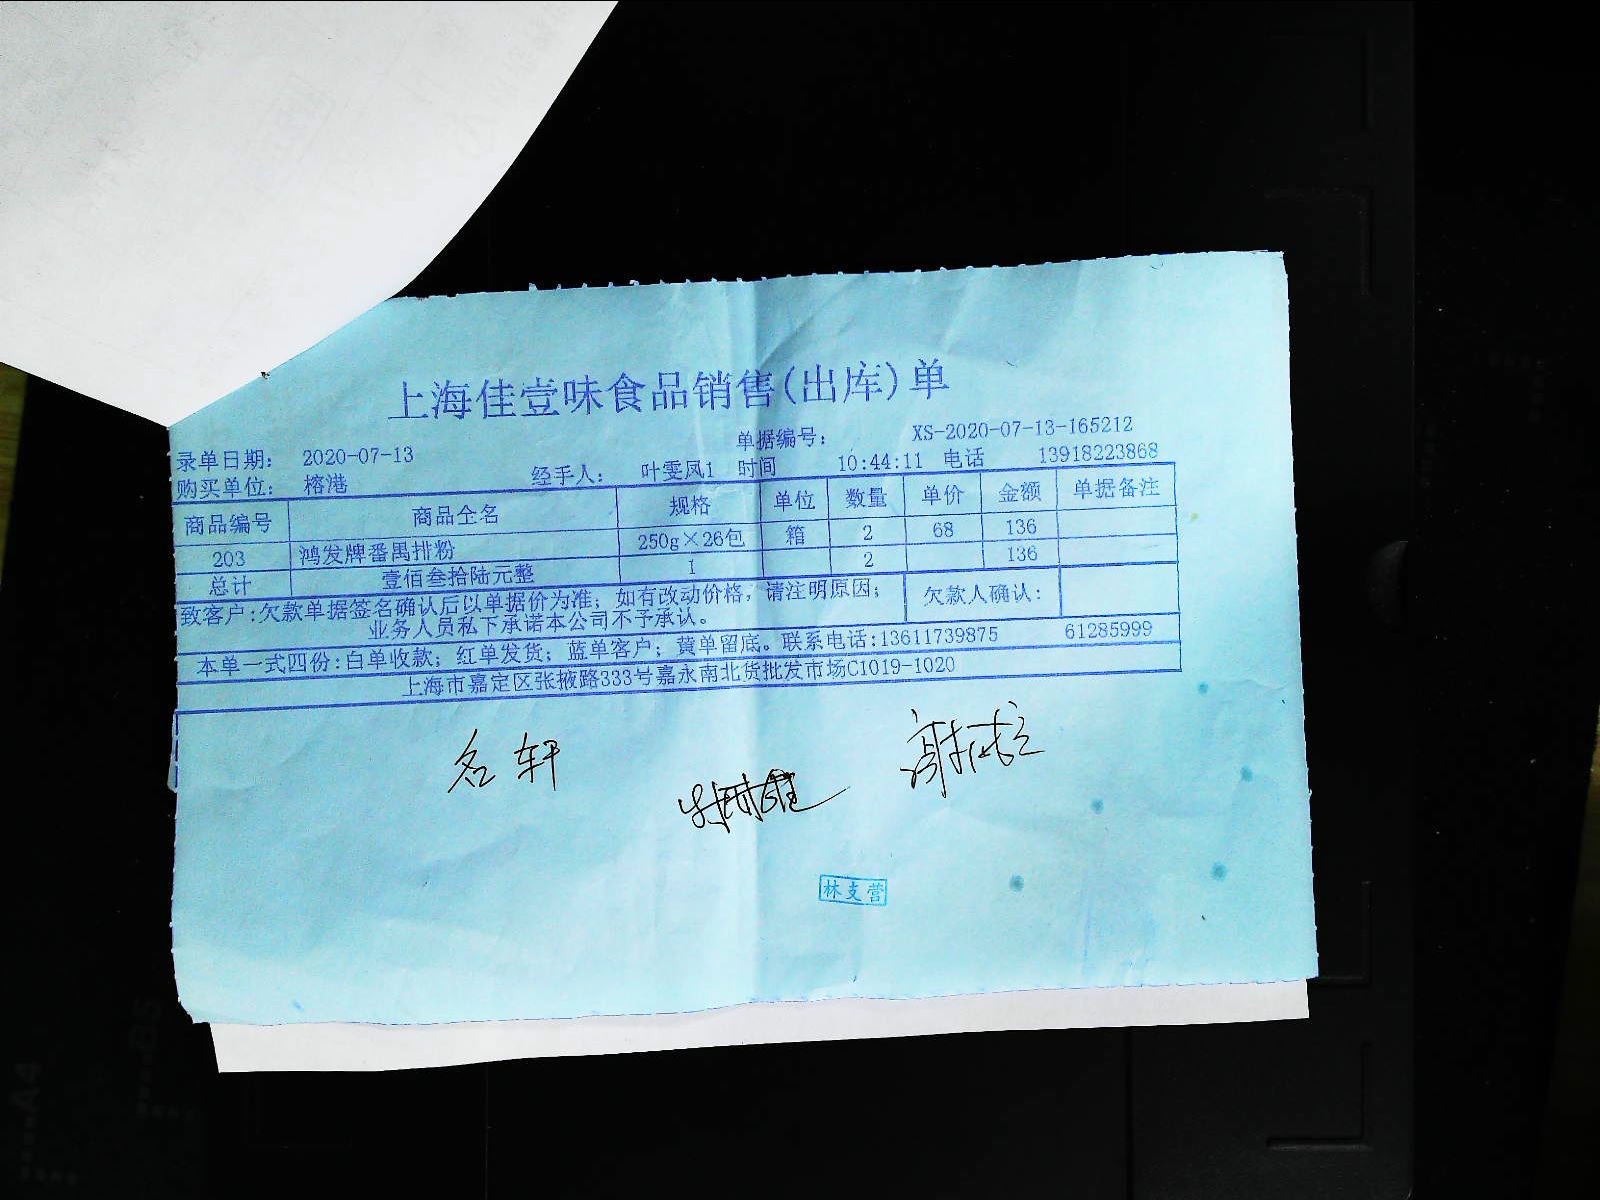 上海佳壹味食品销售(出库)单
单据编号: XS-2020-07-13-165212
录单日期: 2020-07-13
购买单位: 榕港 经手人: 叶雯凤1 时间 10:44:11 电话 13918223868
商品编号 商品全名 规格 单位 数量 单价 金额 单据备注
203 鸿发牌番禺排粉 250g×26包 箱 2 68 136
总计 壹佰叁拾陆元整 1 2 136
致客户:欠款单据签名确认后以单据价为准; 如有改动价格, 请注明原因; 欠款人确认:
业务人员私下承诺本公司不予承认。
本单一式四份:白单收款; 红单发货; 蓝单客户; 黄单留底。联系电话:13611739875 61285999
上海市嘉定区张掖路333号嘉永南北货批发市场C1019-1020
名轩
林支营